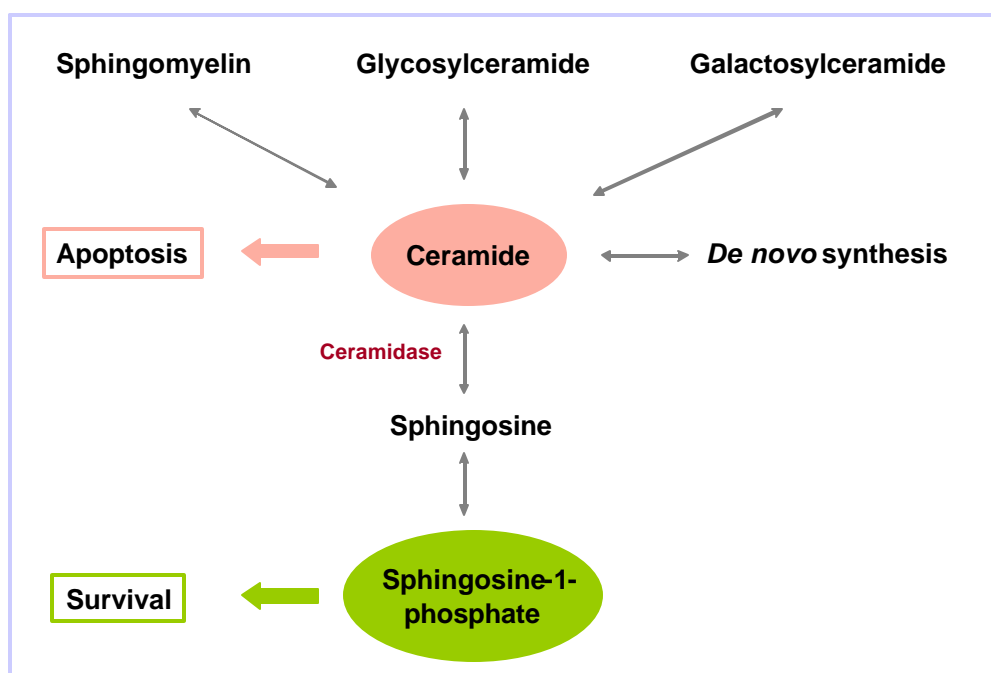 Sphingomyelin
Glycosylceramide
Galactosylceramide
Apoptosis
Ceramide
De novo synthesis
Ceramidase
Sphingosine
Survival
Sphingosine-1-
phosphate